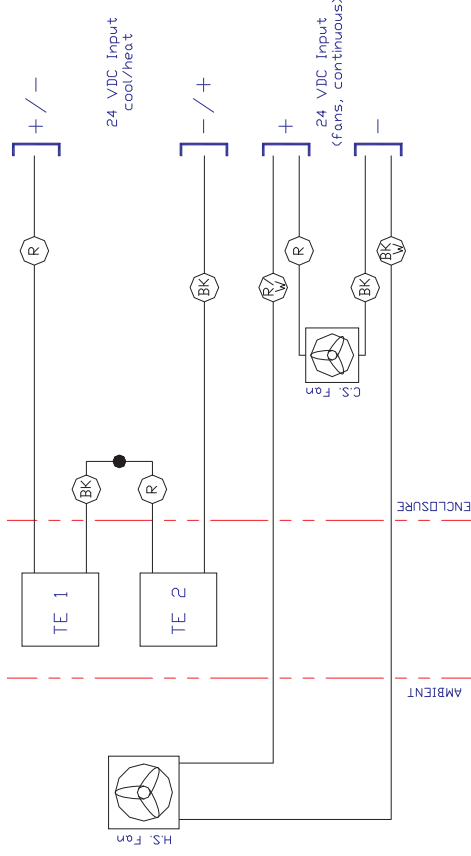 +/-
24 VDC Input
cool/heat
-/+
+
24 VDC Input
(fans, continuous)
-
R
BK
R/
W
R
BK
BK
W
C.S. Fan
BK
R
ENCLOSURE
TE 1
TE 2
AMBIENT
H.S. Fan